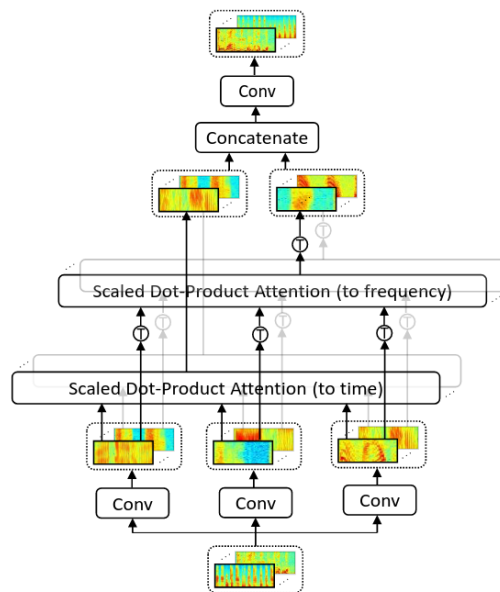 Conv
Concatenate
T
T
Scaled Dot-Product Attention (to frequency)
T
T
T
T
T
T
Scaled Dot-Product Attention (to time)
Conv
Conv
Conv